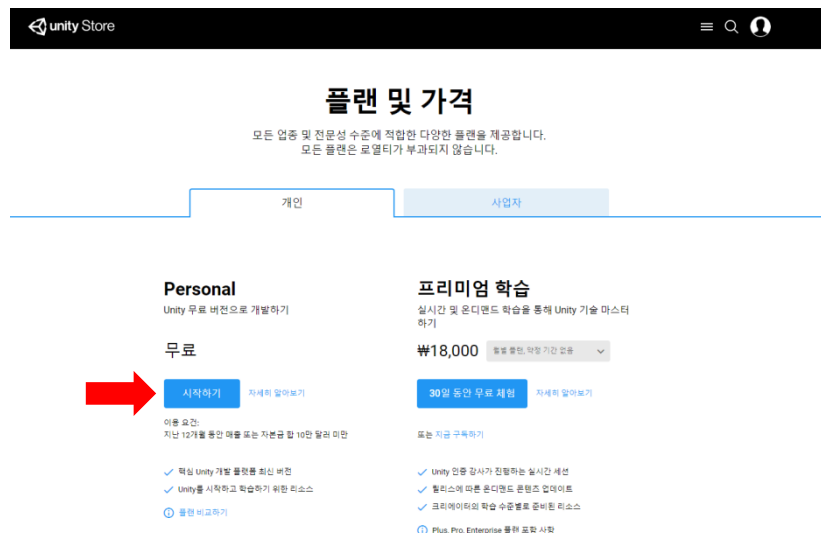 unity Store
플랜 및 가격
모든 업종 및 전문성 수준에 적합한 다양한 플랜을 제공합니다.
모든 플랜은 로열티가 부과되지 않습니다.
개인
사업자
Personal
Unity 무료 버전으로 개발하기
무료
시작하기
자세히 알아보기
이용 요건:
지난 12개월 동안 매출 또는 자본금 합 10만 달러 미만
핵심 Unity 개발 플랫폼 최신 버전
Unity를 시작하고 학습하기 위한 리소스
플랜 비교하기
프리미엄 학습
실시간 및 온디맨드 학습을 통해 Unity 기술 마스터
하기
₩18,000
월별 플랜, 약정 기간 없음
30일 동안 무료 체험
자세히 알아보기
또는 지금 구독하기
Unity 인증 강사가 진행하는 실시간 세션
릴리스에 따른 온디맨드 콘텐츠 업데이트
크리에이터의 학습 수준별로 준비된 리소스
Plus, Pro, Enterprise 플랜 포함 사항